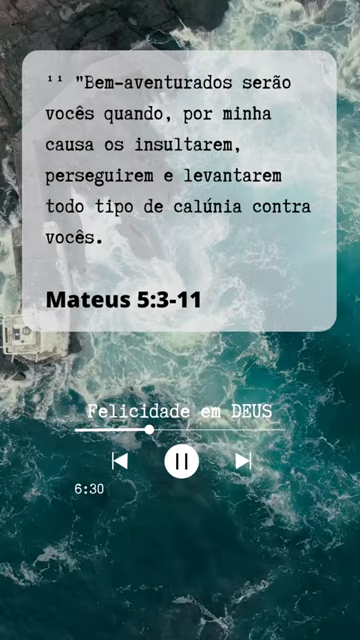 ¹¹ "Bem-aventurados serão
vocês quando, por minha
causa os insultarem,
perseguirem e levantarem
todo tipo de calúnia contra
vocês.
Mateus 5:3-11
Felicidade em DEUS
6:30